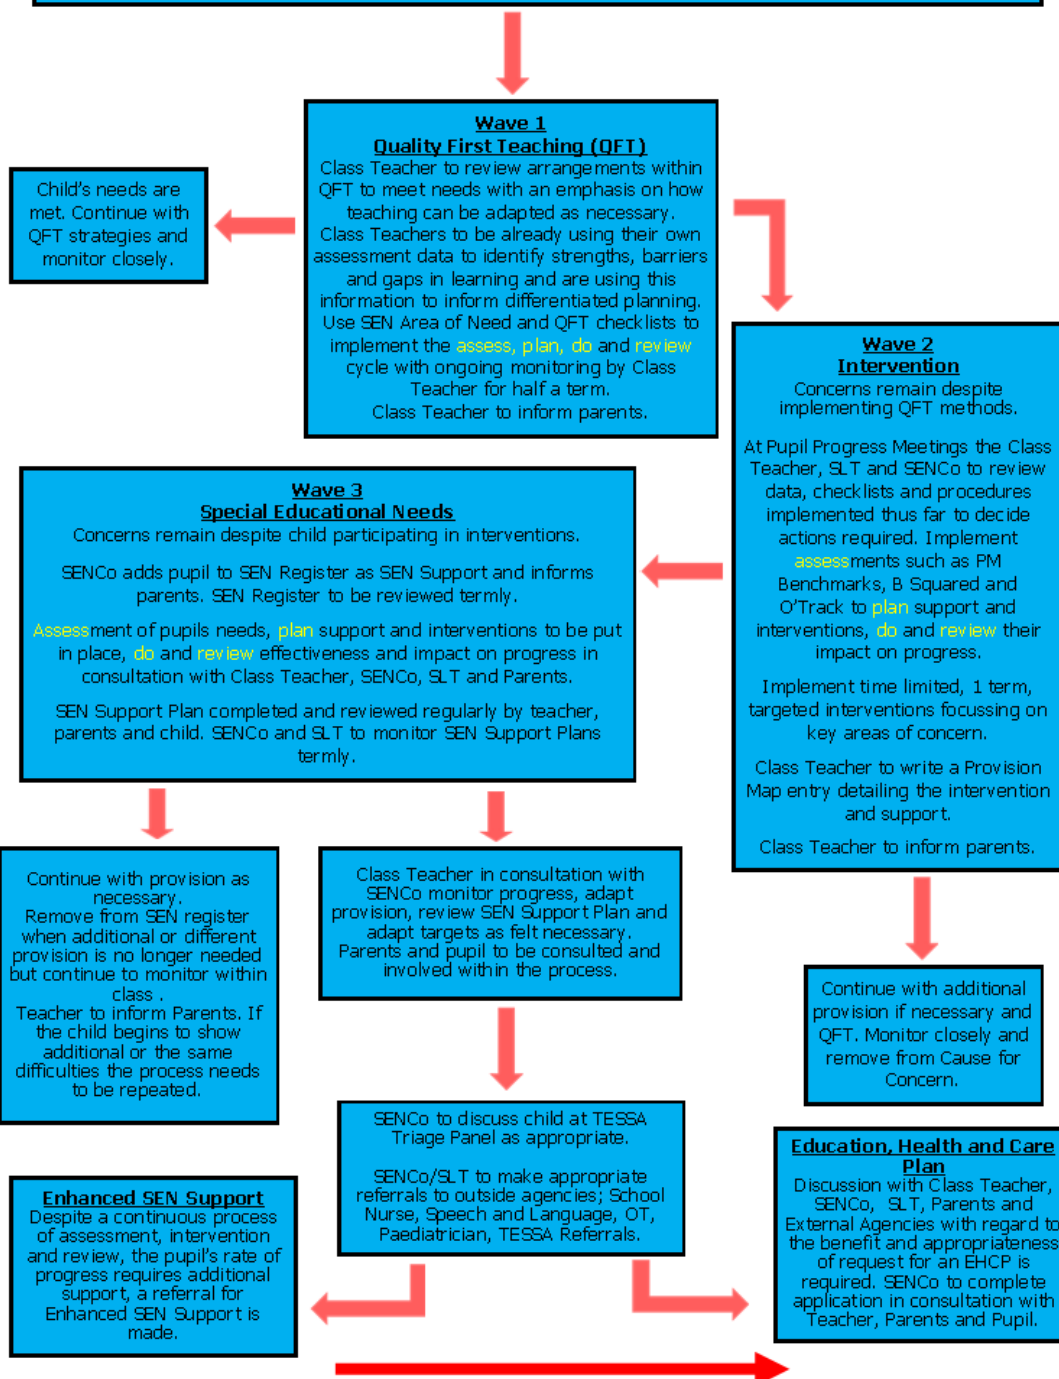 Wave 1
Quality First Teaching (QFT)
Class Teacher to review arrangements within
QFT to meet needs with an emphasis on how
teaching can be adapted as necessary.
Class Teachers to be already using their own
assessment data to identify strengths, barriers
and gaps in learning and are using this
information to inform differentiated planning.
Use SEN Area of Need and QFT checklists to
implement the assess, plan, do and review
cycle with ongoing monitoring by Class
Teacher for half a term.
Class Teacher to inform parents.
Child's needs are
met. Continue with
QFT strategies and
monitor closely.
Wave 2
Intervention
Concerns remain despite
implementing QFT methods.
At Pupil Progress Meetings the Class
Teacher, SLT and SENCo to review
data, checklists and procedures
implemented thus far to decide
actions required. Implement
assessments such as PM
Benchmarks, B Squared and
O'Track to plan support and
interventions, do and review their
impact on progress.
Implement time limited, 1 term,
targeted interventions focussing on
key areas of concern.
Class Teacher to write a Provision
Map entry detailing the intervention
and support.
Class Teacher to inform parents.
Wave 3
Special Educational Needs
Concerns remain despite child participating in interventions.
SENCo adds pupil to SEN Register as SEN Support and informs
parents. SEN Register to be reviewed termly.
Assessment of pupils needs, plan support and interventions to be put
in place, do and review effectiveness and impact on progress in
consultation with Class Teacher, SENCo, SLT and Parents.
SEN Support Plan completed and reviewed regularly by teacher,
parents and child. SENCo and SLT to monitor SEN Support Plans
termly.
Continue with provision as
necessary.
Remove from SEN register
when additional or different
provision is no longer needed
but continue to monitor within
class .
Teacher to inform Parents. If
the child begins to show
additional or the same
difficulties the process needs
to be repeated.
Class Teacher in consultation with
SENCo monitor progress, adapt
provision, review SEN Support Plan and
adapt targets as felt necessary.
Parents and pupil to be consulted and
involved within the process.
Continue with additional
provision if necessary and
QFT. Monitor closely and
remove from Cause for
Concern.
SENCo to discuss child at TESSA
Triage Panel as appropriate.
SENCo/SLT to make appropriate
referrals to outside agencies; School
Nurse, Speech and Language, OT,
Paediatrician, TESSA Referrals.
Enhanced SEN Support
Despite a continuous process
of assessment, intervention
and review, the pupil's rate of
progress requires additional
support, a referral for
Enhanced SEN Support is
made.
Education, Health and Care
Plan
Discussion with Class Teacher,
SENCo, SLT, Parents and
External Agencies with regard to
the benefit and appropriateness
of request for an EHCP is
required. SENCo to complete
application in consultation with
Teacher, Parents and Pupil.